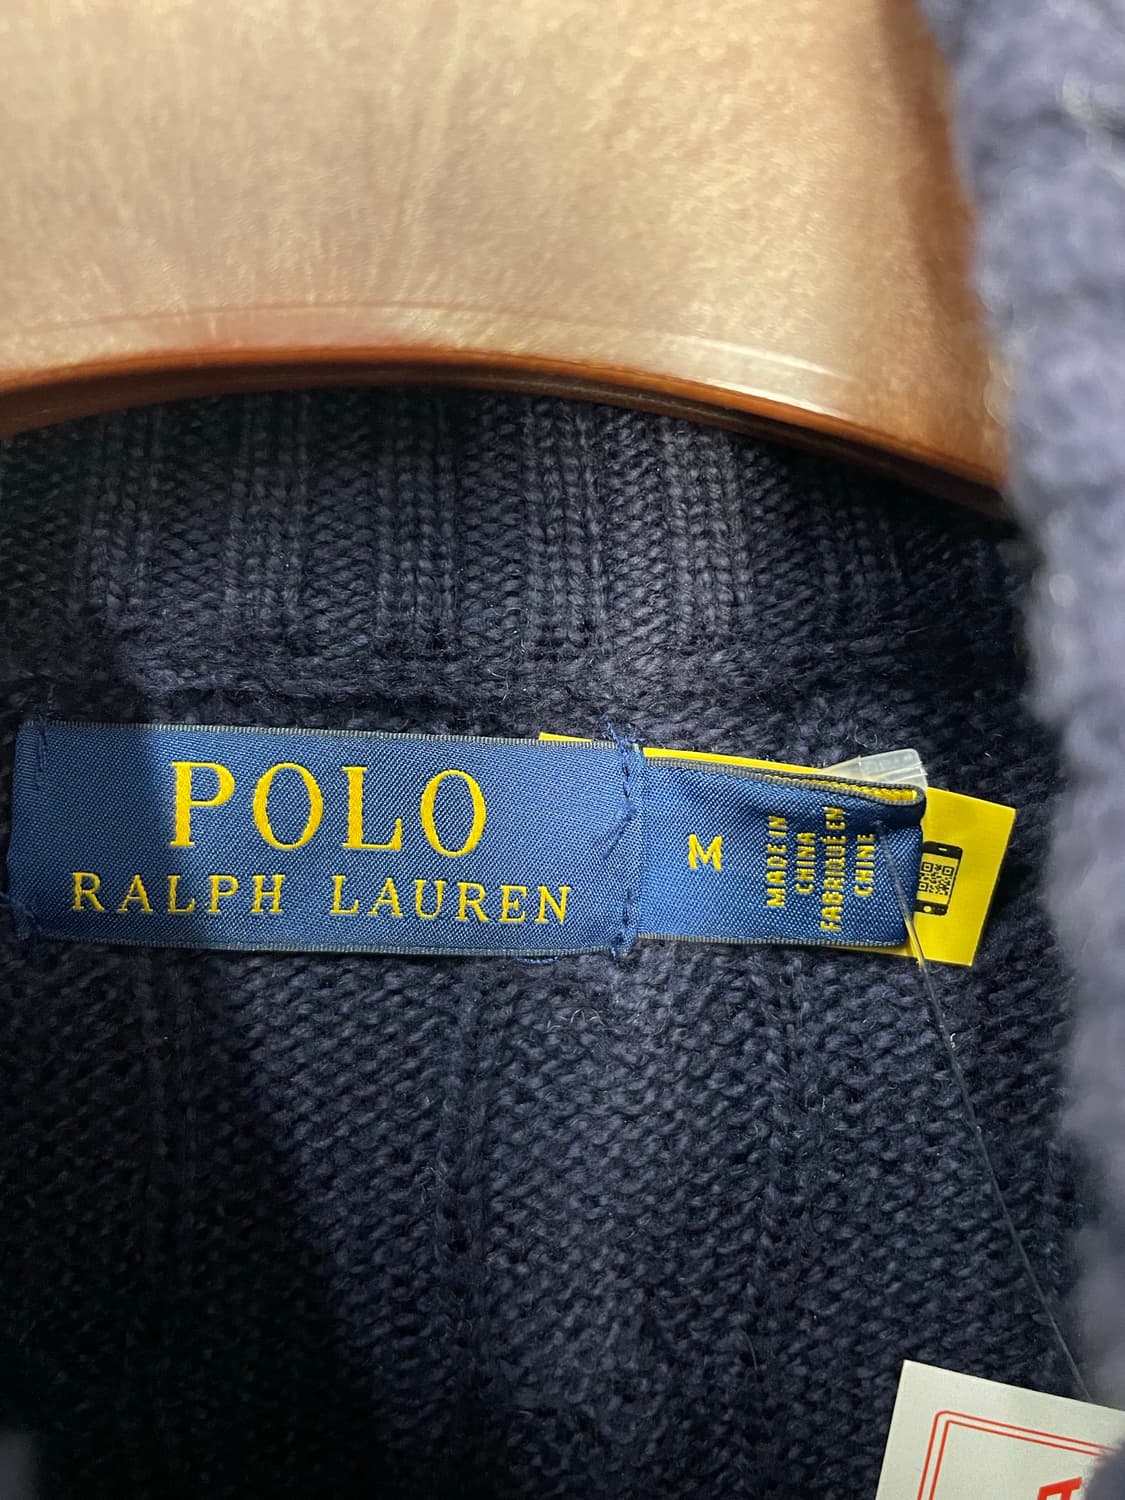 POLO
RALPH LAUREN
M
MADE IN
CHINA
FABRIQUÉ EN
CHINE